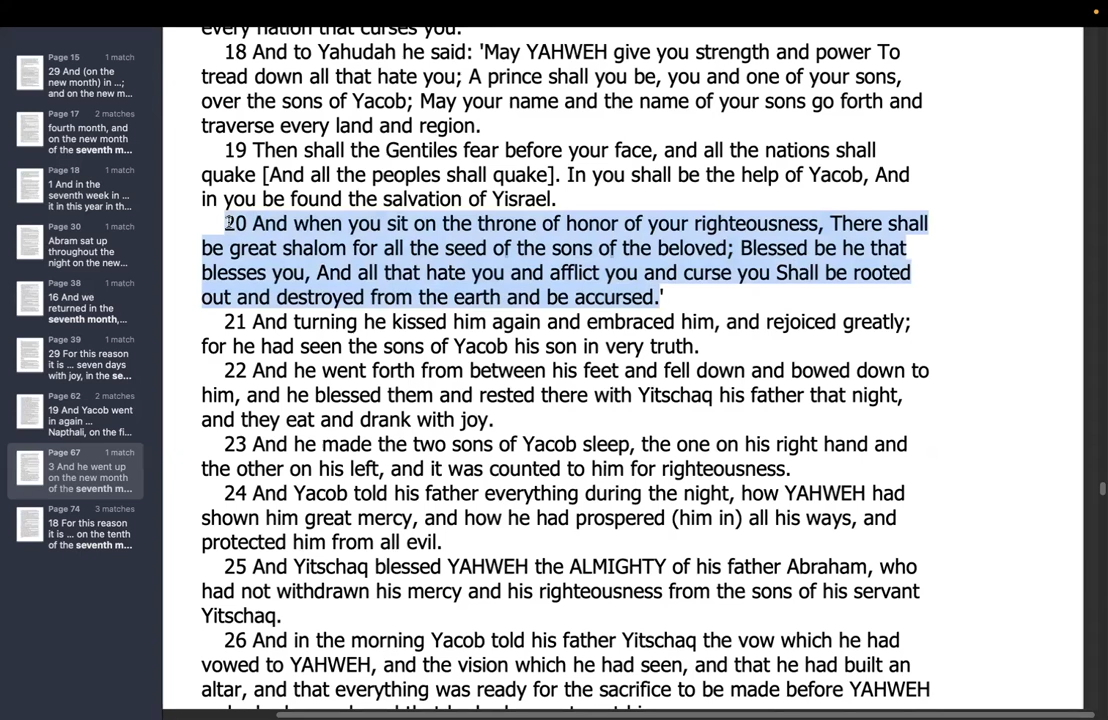 Page 15 1 match
29 And (on the
new month) in ...;
and on the new m...
Page 17 2 matches
fourth month, and
on the new month
of the seventh m...
Page 18 1 match
1 And in the
seventh week in ...
it in this year in th...
Page 30 1 match
Abram sat up
throughout the
night on the new...
Page 38 1 match
16 And we
returned in the
seventh month,...
Page 39 1 match
29 For this reason
it is ... seven days
with joy, in the se...
Page 62 2 matches
19 And Yacob went
in again ...
Napthali, on the fi...
Page 67 1 match
3 And he went up
on the new month
of the seventh m...
Page 74 3 matches
18 For this reason
it is ... on the tenth
of the seventh m...
every nation that curses you.
18 And to Yahudah he said: 'May YAHWEH give you strength and power To
tread down all that hate you; A prince shall you be, you and one of your sons,
over the sons of Yacob; May your name and the name of your sons go forth and
traverse every land and region.
19 Then shall the Gentiles fear before your face, and all the nations shall
quake [And all the peoples shall quake]. In you shall be the help of Yacob, And
in you be found the salvation of Yisrael.
20 And when you sit on the throne of honor of your righteousness, There shall
be great shalom for all the seed of the sons of the beloved; Blessed be he that
blesses you, And all that hate you and afflict you and curse you Shall be rooted
out and destroyed from the earth and be accursed.'
21 And turning he kissed him again and embraced him, and rejoiced greatly;
for he had seen the sons of Yacob his son in very truth.
22 And he went forth from between his feet and fell down and bowed down to
him, and he blessed them and rested there with Yitschaq his father that night,
and they eat and drank with joy.
23 And he made the two sons of Yacob sleep, the one on his right hand and
the other on his left, and it was counted to him for righteousness.
24 And Yacob told his father everything during the night, how YAHWEH had
shown him great mercy, and how he had prospered (him in) all his ways, and
protected him from all evil.
25 And Yitschaq blessed YAHWEH the ALMIGHTY of his father Abraham, who
had not withdrawn his mercy and his righteousness from the sons of his servant
Yitschaq.
26 And in the morning Yacob told his father Yitschaq the vow which he had
vowed to YAHWEH, and the vision which he had seen, and that he had built an
altar, and that everything was ready for the sacrifice to be made before YAHWEH